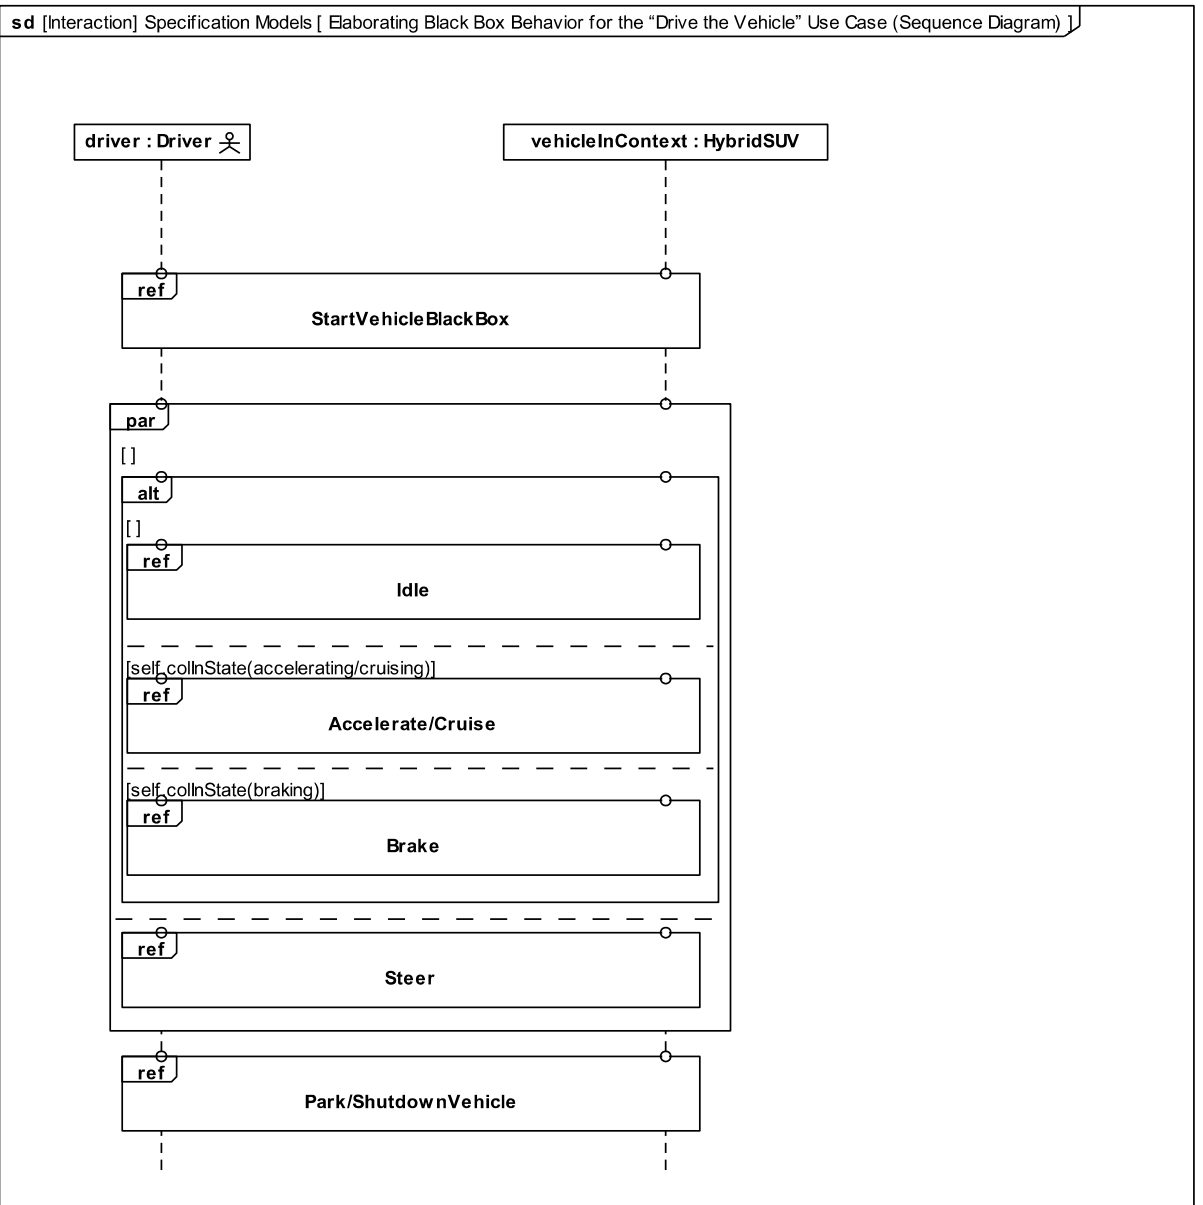 sd [Interaction] Specification Models [ Elaborating Black Box Behavior for the “Drive the Vehicle” Use Case (Sequence Diagram) ]
driver : Driver
vehicleInContext : HybridSUV
ref
StartVehicleBlackBox
par
[ ]
alt
[ ]
ref
Idle
[self.collnState(accelerating/cruising)]
ref
Accelerate/Cruise
[self.collnState(braking)]
ref
Brake
ref
Steer
ref
Park/ShutdownVehicle